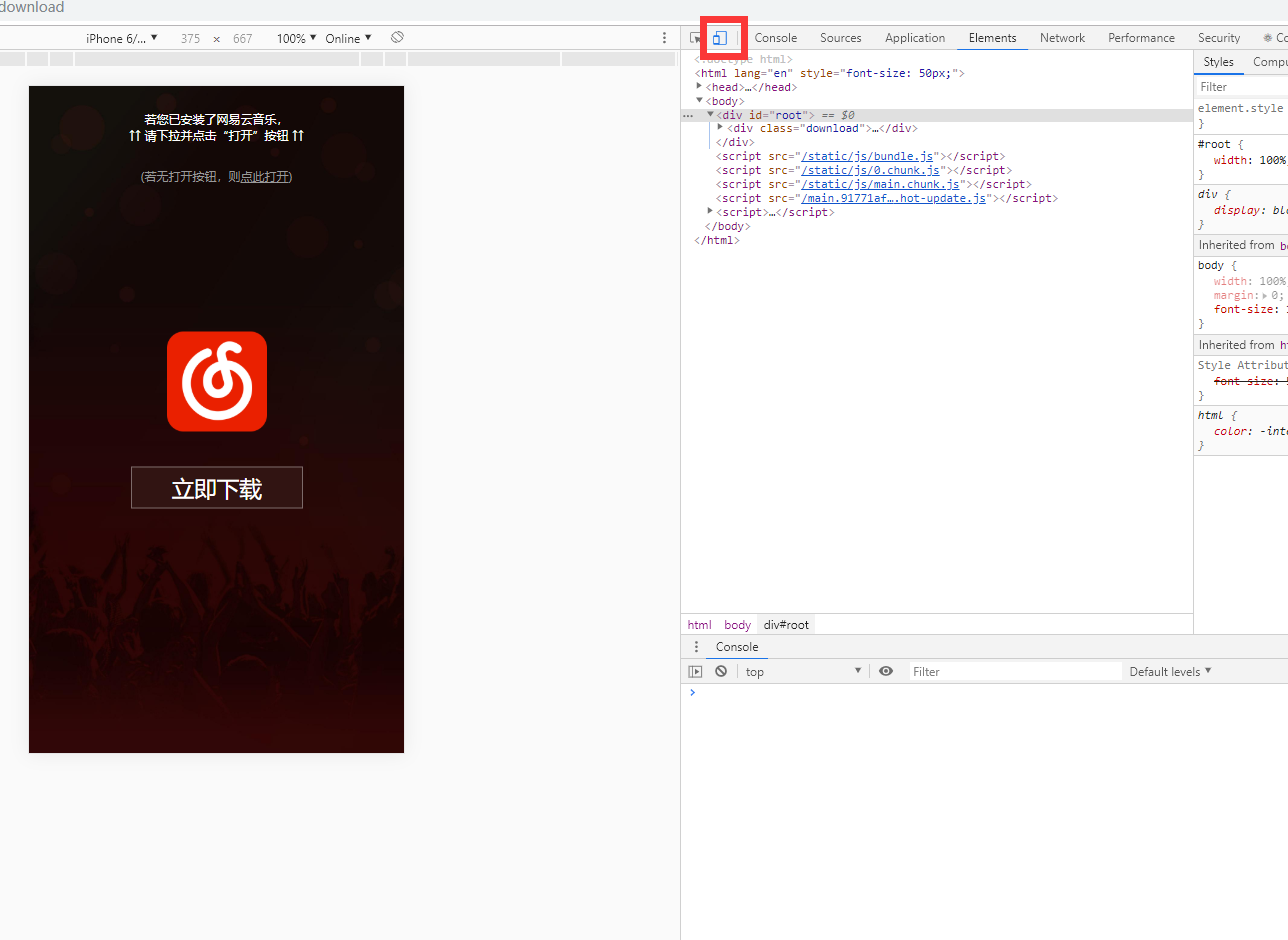 download
iPhone 6/... ▼ 375 × 667 100% ▼ Online ▼
若您已安装了网易云音乐，
⇈ 请下拉并点击“打开”按钮 ⇈
(若无打开按钮，则点此打开)
立即下载
Console Sources Application Elements Network Performance Security Co
<!doctype html>
<html lang="en" style="font-size: 50px;">
<head>…</head>
<body>
<div id="root"> == $0
<div class="download">…</div>
</div>
<script src="/static/js/bundle.js"></script>
<script src="/static/js/0.chunk.js"></script>
<script src="/static/js/main.chunk.js"></script>
<script src="/main.91771af….hot-update.js"></script>
<script>…</script>
</body>
</html>
html body div#root
Console
top ▼ Filter Default levels ▼
>
Styles Compu
Filter
element.style
}
#root {
width: 100%
}
div {
display: blo
}
Inherited from bo
body {
width: 100%
margin:▸ 0;
font-size:
}
Inherited from h
Style Attribut
font-size:
}
html {
color: -inte
}